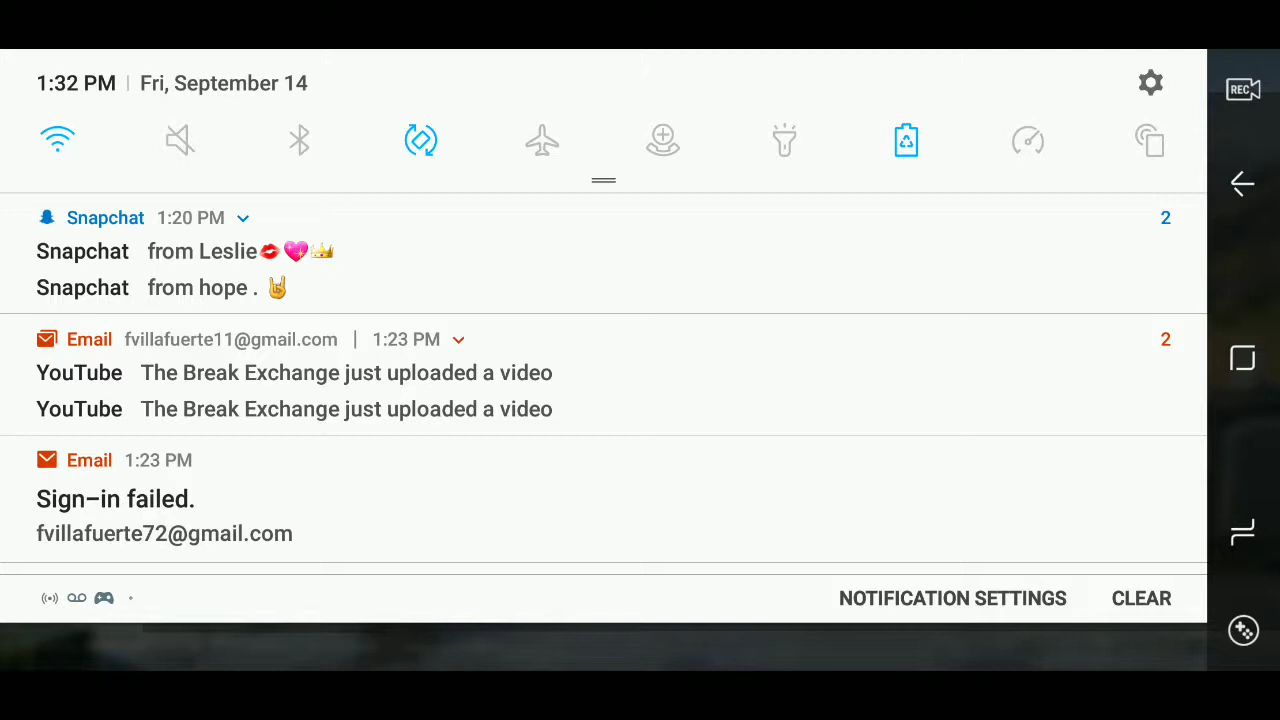 1:32 PM | Fri, September 14
REC
Snapchat 1:20 PM 2
Snapchat from Leslie💋💖👑
Snapchat from hope . 🤘
Email fvillafuerte11@gmail.com | 1:23 PM 2
YouTube The Break Exchange just uploaded a video
YouTube The Break Exchange just uploaded a video
Email 1:23 PM
Sign–in failed.
fvillafuerte72@gmail.com
NOTIFICATION SETTINGS CLEAR